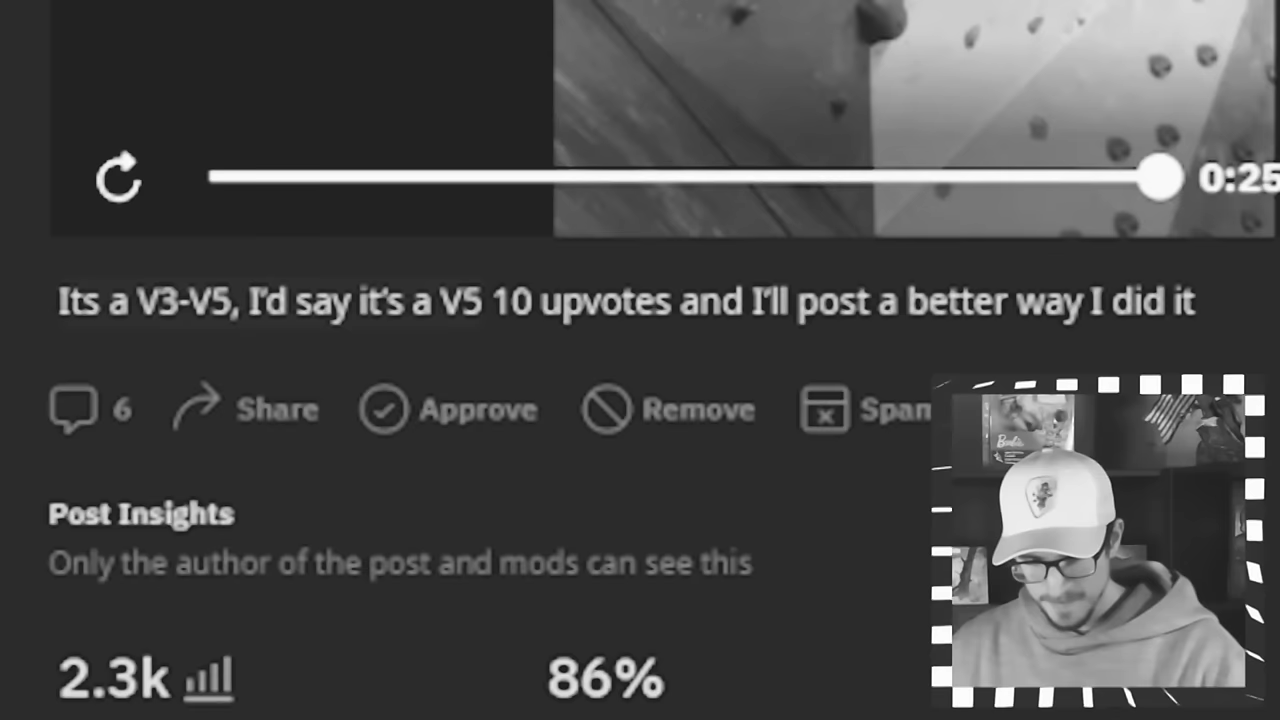 0:25
Its a V3-V5, I'd say it's a V5 10 upvotes and I'll post a better way I did it
6 Share Approve Remove Spam
Barbie
Post Insights
Only the author of the post and mods can see this
2.3k 86%